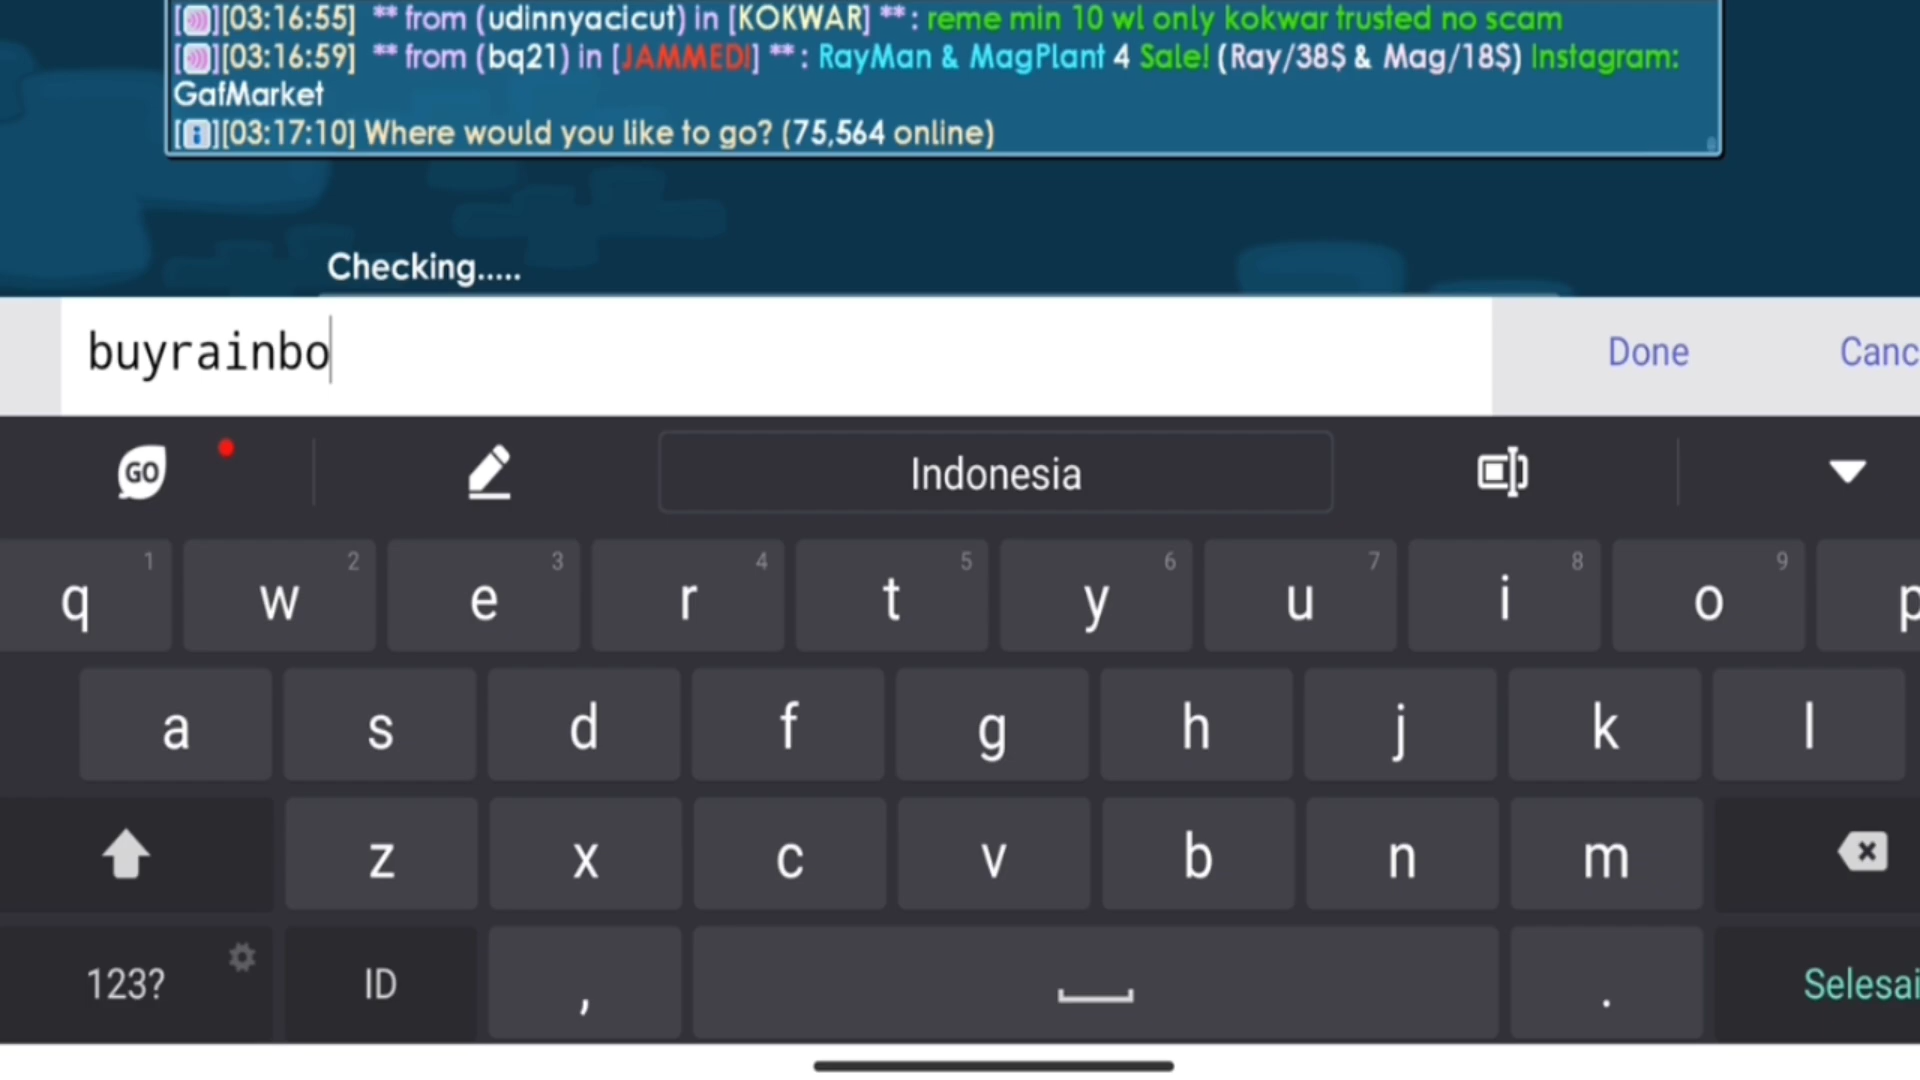 [03:16:55] ** from (udinnyacicut) in [KOKWAR] ** : reme min 10 wl only kokwar trusted no scam
[03:16:59] ** from (bq21) in [JAMMED!] ** : RayMan & MagPlant 4 Sale! (Ray/38$ & Mag/18$) Instagram:
GafMarket
[i][03:17:10] Where would you like to go? (75,564 online)
Checking.....
buyrainbo Done Canc
GO Indonesia
1 2 3 4 5 6 7 8 9
q w e r t y u i o p
a s d f g h j k l
z x c v b n m
123? ID , . Selesai